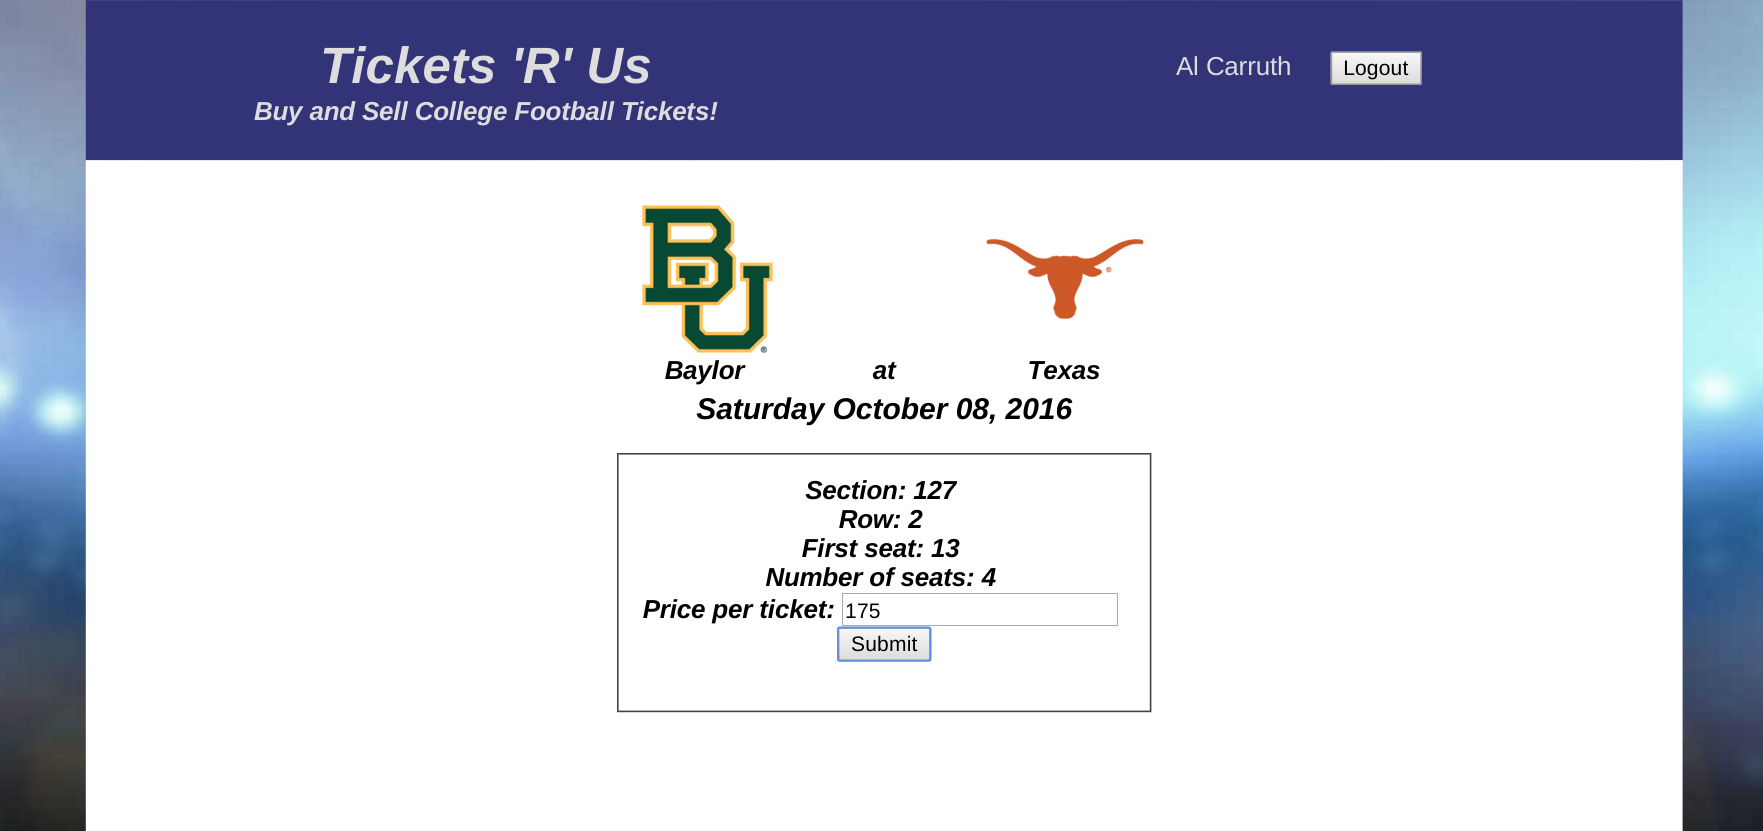 Tickets 'R' Us
Buy and Sell College Football Tickets!
Al Carruth
Logout
BU
Baylor at Texas
Saturday October 08, 2016
Section: 127
Row: 2
First seat: 13
Number of seats: 4
Price per ticket: 175
Submit